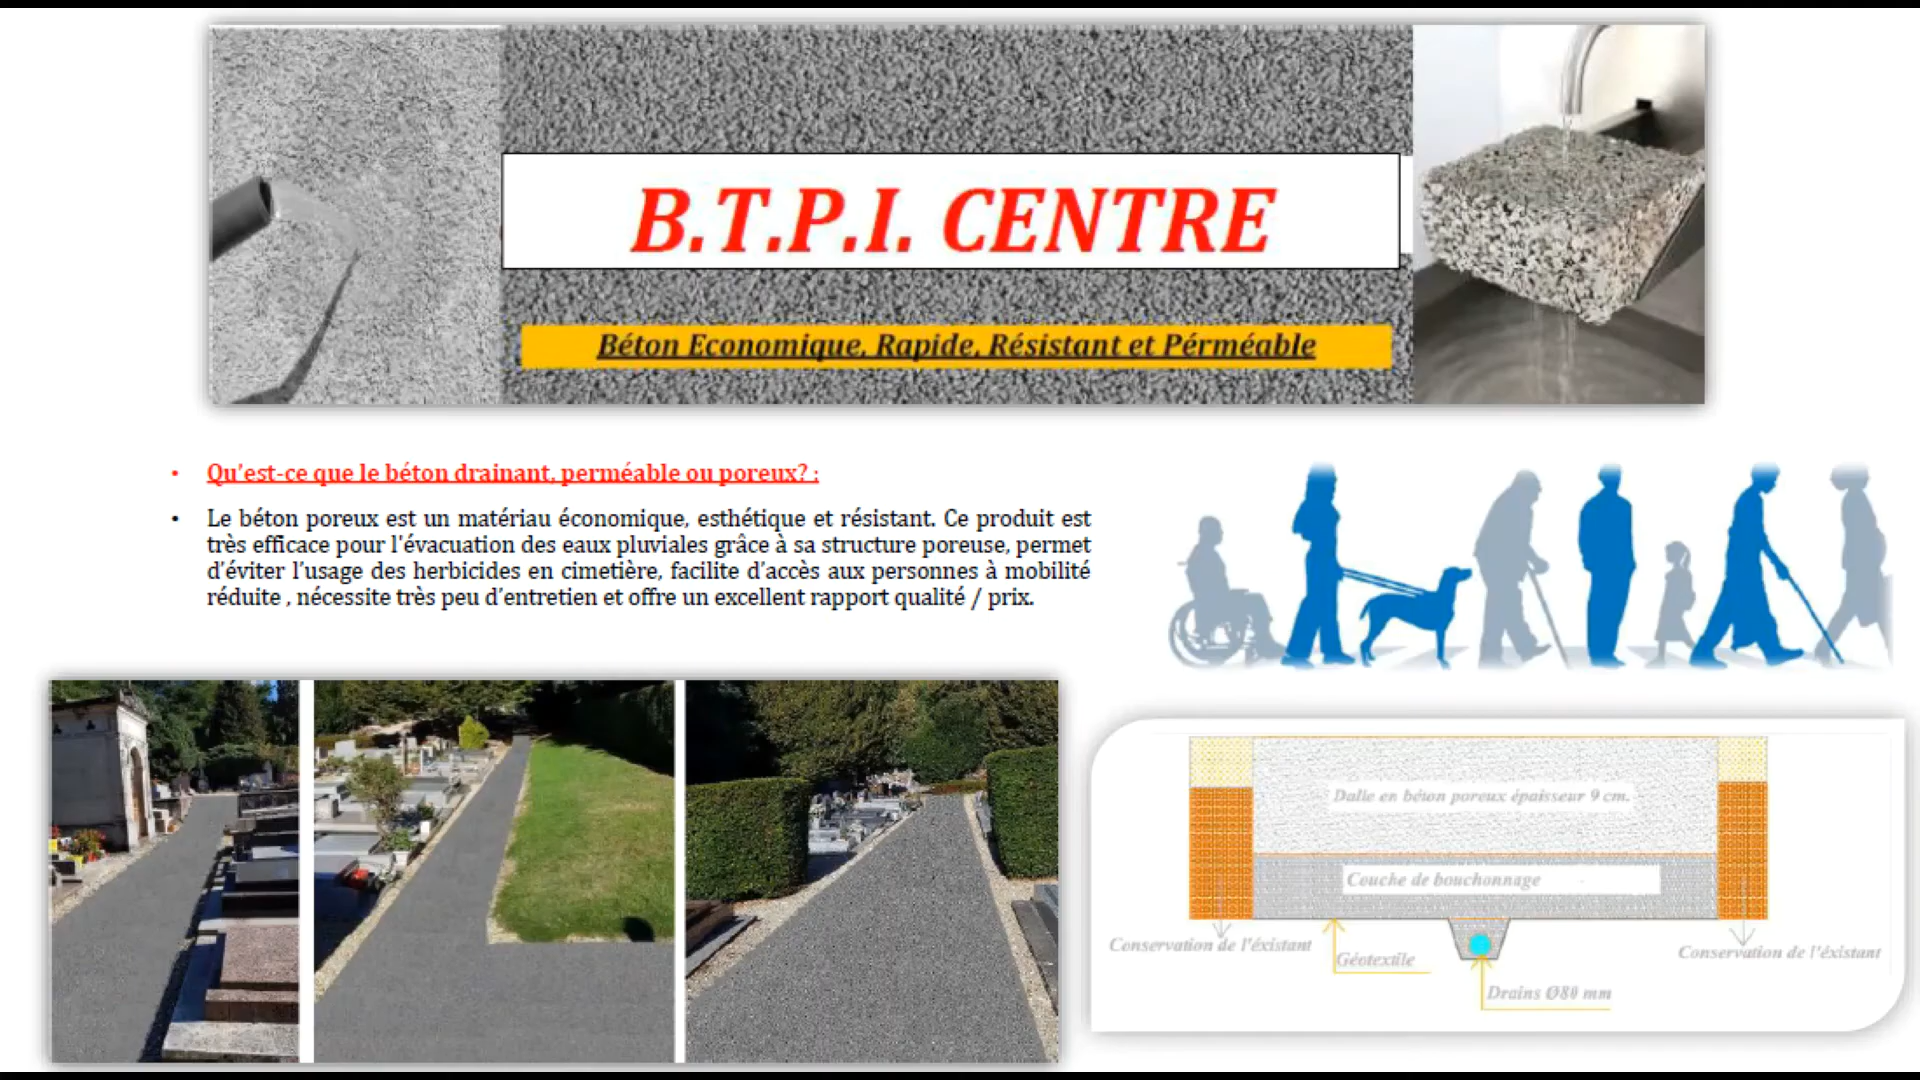 B.T.P.I. CENTRE
Béton Economique, Rapide, Résistant et Pérméable
• Qu'est-ce que le béton drainant, perméable ou poreux? :
• Le béton poreux est un matériau économique, esthétique et résistant. Ce produit est
très efficace pour l'évacuation des eaux pluviales grâce à sa structure poreuse, permet
d'éviter l'usage des herbicides en cimetière, facilite d'accès aux personnes à mobilité
réduite , nécessite très peu d'entretien et offre un excellent rapport qualité / prix.
Dalle en béton poreux épaisseur 9 cm.
Couche de bouchonnage
Conservation de l'éxistant
Géotextile
Conservation de l'éxistant
Drains Ø80 mm